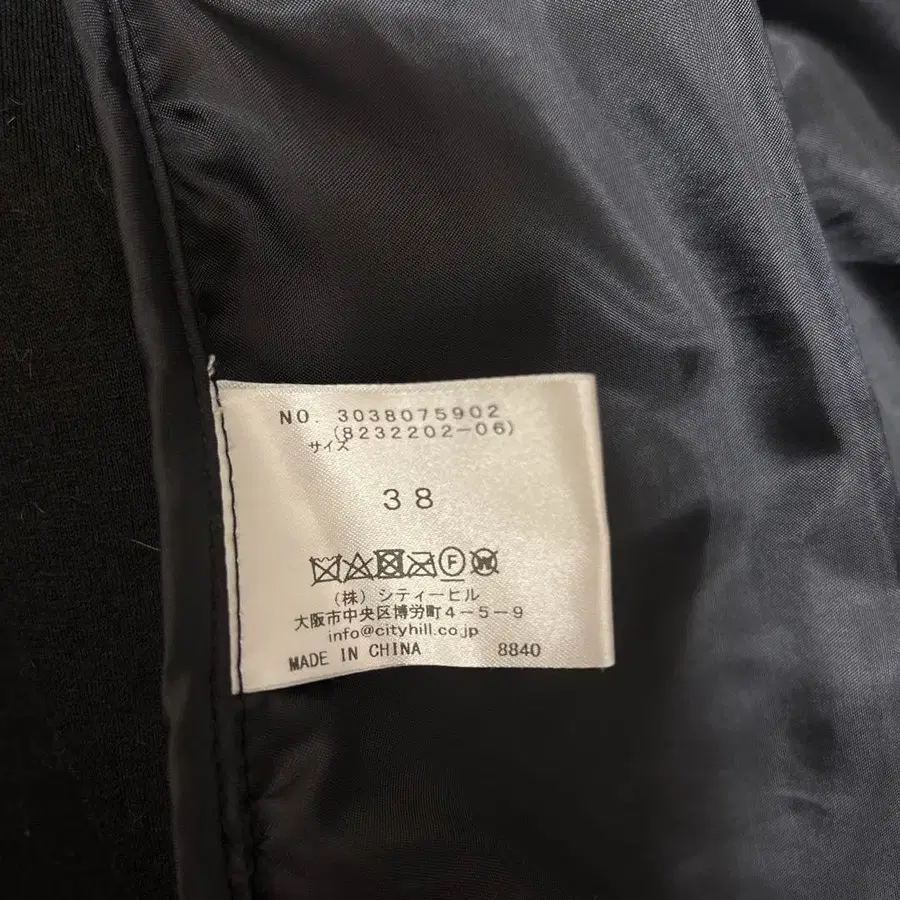 NO. 3038075902
(8232202-06)
サイズ
38
F W
(株) シティーヒル
大阪市中央区博労町4-5-9
info@cityhill.co.jp
MADE IN CHINA 8840